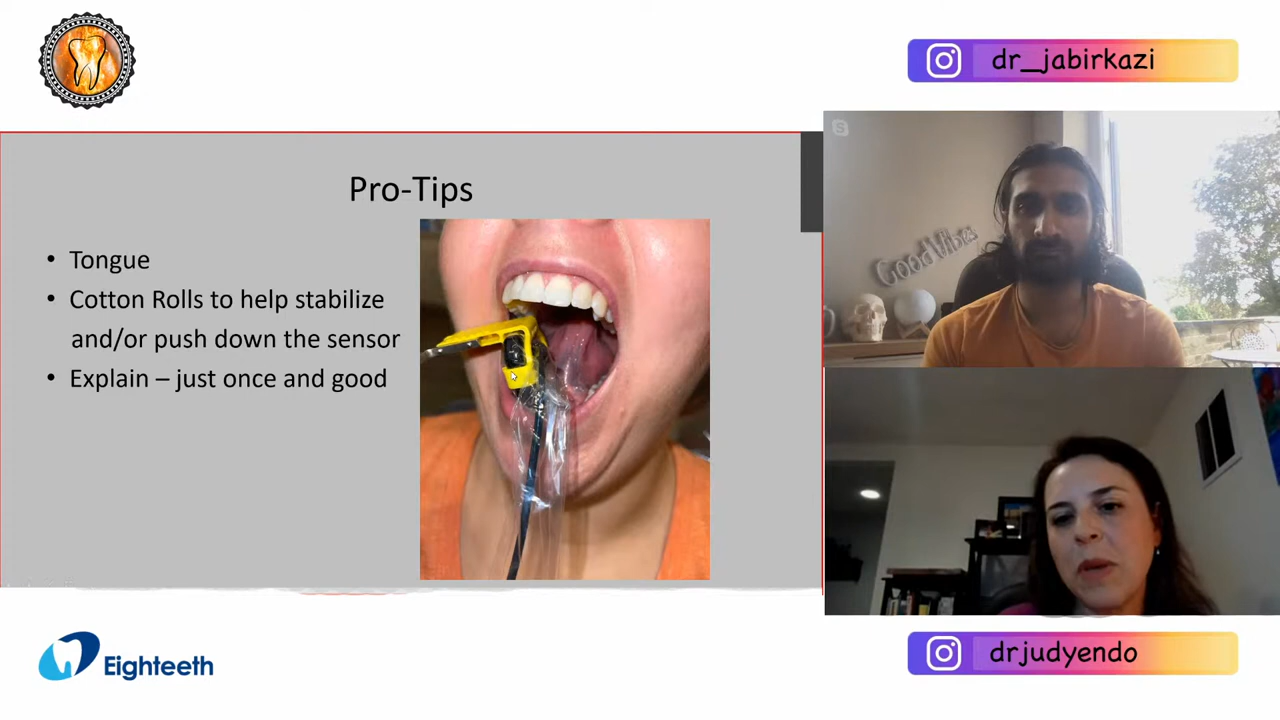 dr_jabirkazi
Pro-Tips
• Tongue
• Cotton Rolls to help stabilize
and/or push down the sensor
• Explain – just once and good
Good Vibes
Eighteeth
drjudyendo